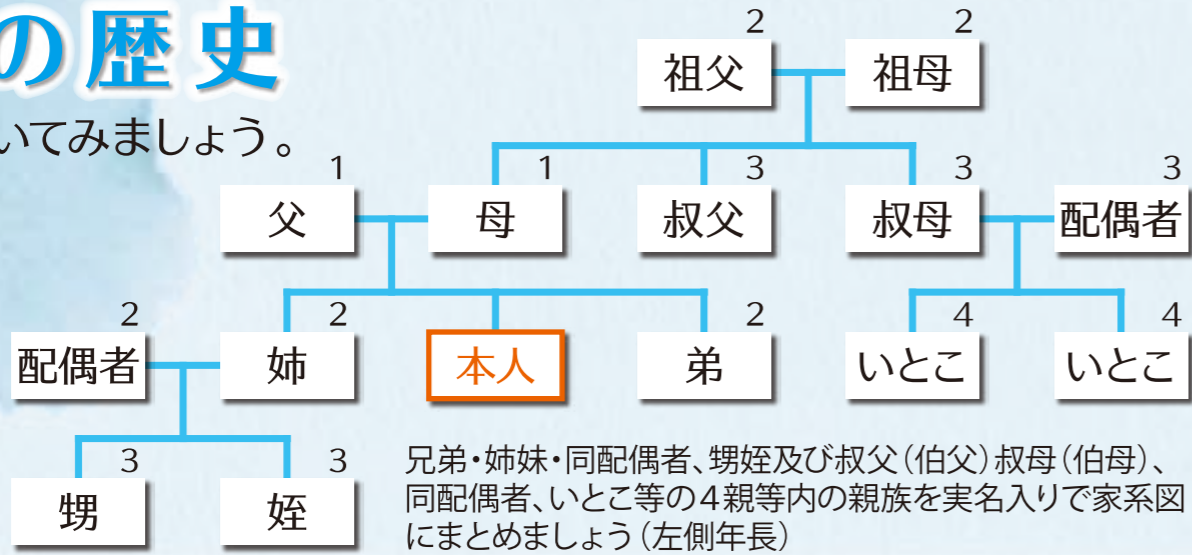 の歴史
いてみましょう。
2 2
祖父 祖母
1 1 3 3 3
父 母 叔父 叔母 配偶者
2 2 2 4 4
配偶者 姉 本人 弟 いとこ いとこ
3 3
甥 姪
兄弟・姉妹・同配偶者、甥姪及び叔父(伯父)叔母(伯母)、
同配偶者、いとこ等の4親等内の親族を実名入りで家系図
にまとめましょう(左側年長)